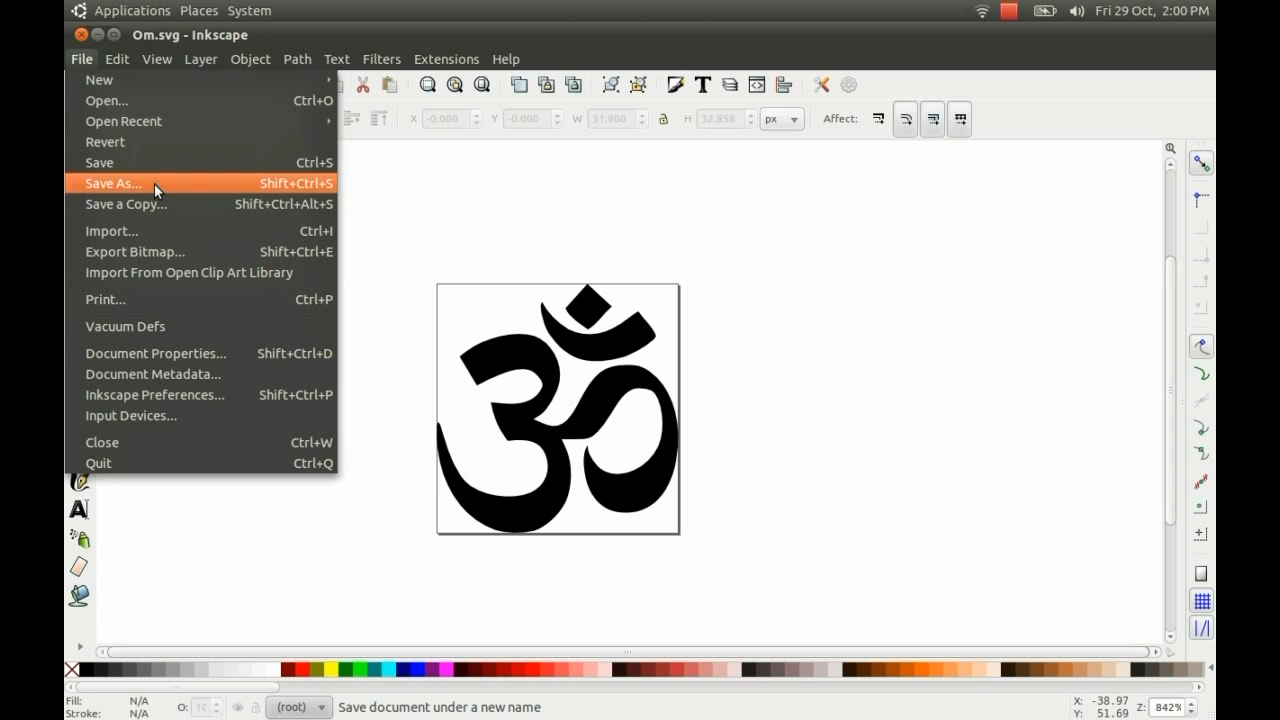 Applications Places System
Fri 29 Oct, 2:00 PM
Om.svg - Inkscape
File Edit View Layer Object Path Text Filters Extensions Help
New
Open... Ctrl+O
Open Recent
Revert
Save Ctrl+S
Save As... Shift+Ctrl+S
Save a Copy... Shift+Ctrl+Alt+S
Import... Ctrl+I
Export Bitmap... Shift+Ctrl+E
Import From Open Clip Art Library
Print... Ctrl+P
Vacuum Defs
Document Properties... Shift+Ctrl+D
Document Metadata...
Inkscape Preferences... Shift+Ctrl+P
Input Devices...
Close Ctrl+W
Quit Ctrl+Q
X -0.000 Y -0.000 W 31.900 H 32.858 px Affect:
ॐ
Fill: N/A
Stroke: N/A
O: (root) Save document under a new name
X: -38.97
Y: 51.69
Z: 842%